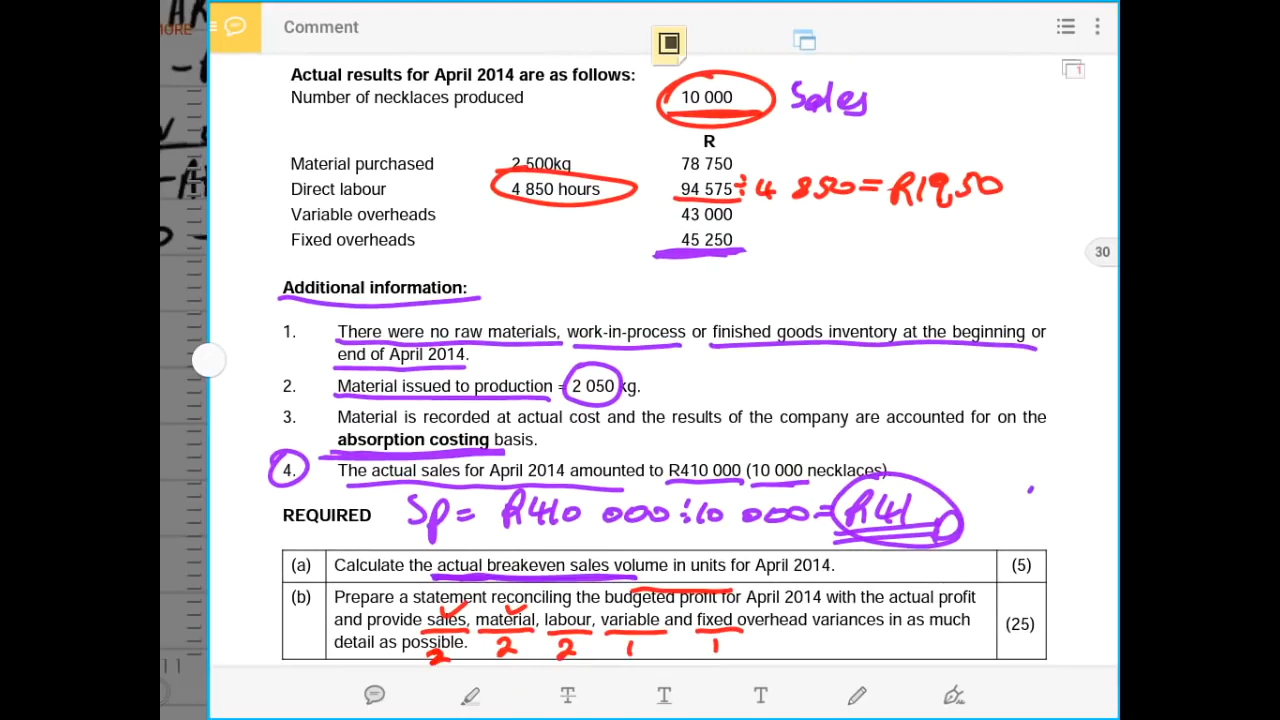 Comment
Actual results for April 2014 are as follows:
Number of necklaces produced 10 000 Sales
R
Material purchased 2 500kg 78 750
Direct labour 4 850 hours 94 575 ÷ 4 850 = R19,50
Variable overheads 43 000
Fixed overheads 45 250
30
Additional information:
1. There were no raw materials, work-in-process or finished goods inventory at the beginning or
end of April 2014.
2. Material issued to production = 2 050 kg.
3. Material is recorded at actual cost and the results of the company are accounted for on the
absorption costing basis.
4. The actual sales for April 2014 amounted to R410 000 (10 000 necklaces)
REQUIRED Sp = R410 000 ÷ 10 000 = R41
(a) Calculate the actual breakeven sales volume in units for April 2014. (5)
(b) Prepare a statement reconciling the budgeted profit for April 2014 with the actual profit
and provide sales, material, labour, variable and fixed overhead variances in as much (25)
detail as possible.
2 2 2 1 1